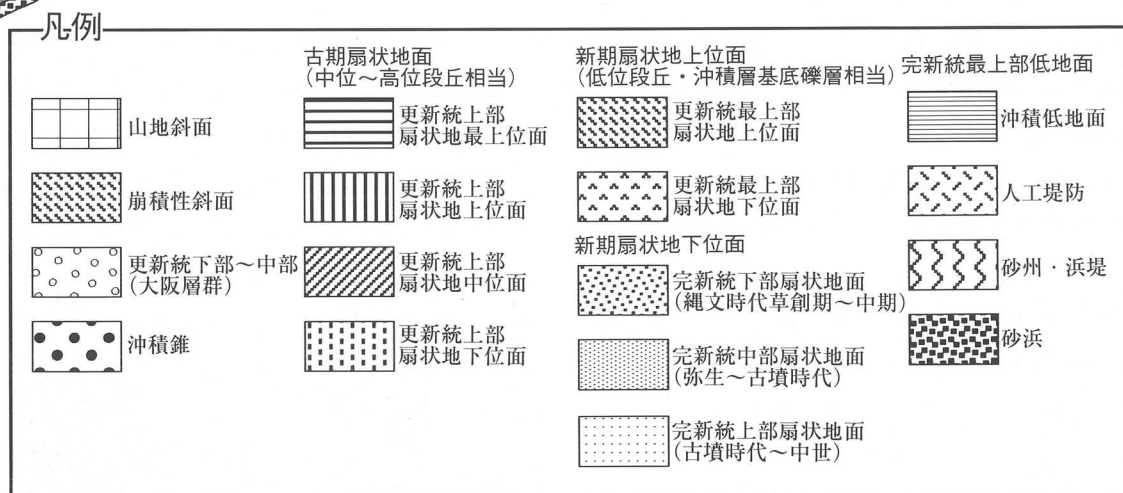 凡例
山地斜面
崩積性斜面
更新統下部～中部
(大阪層群)
沖積錐
古期扇状地面
(中位～高位段丘相当)
更新統上部
扇状地最上位面
更新統上部
扇状地上位面
更新統上部
扇状地中位面
更新統上部
扇状地下位面
新期扇状地上位面
(低位段丘・沖積層基底礫層相当)
更新統最上部
扇状地上位面
更新統最上部
扇状地下位面
新期扇状地下位面
完新統下部扇状地面
(縄文時代草創期～中期)
完新統中部扇状地面
(弥生～古墳時代)
完新統上部扇状地面
(古墳時代～中世)
完新統最上部低地面
沖積低地面
人工堤防
砂州・浜堤
砂浜